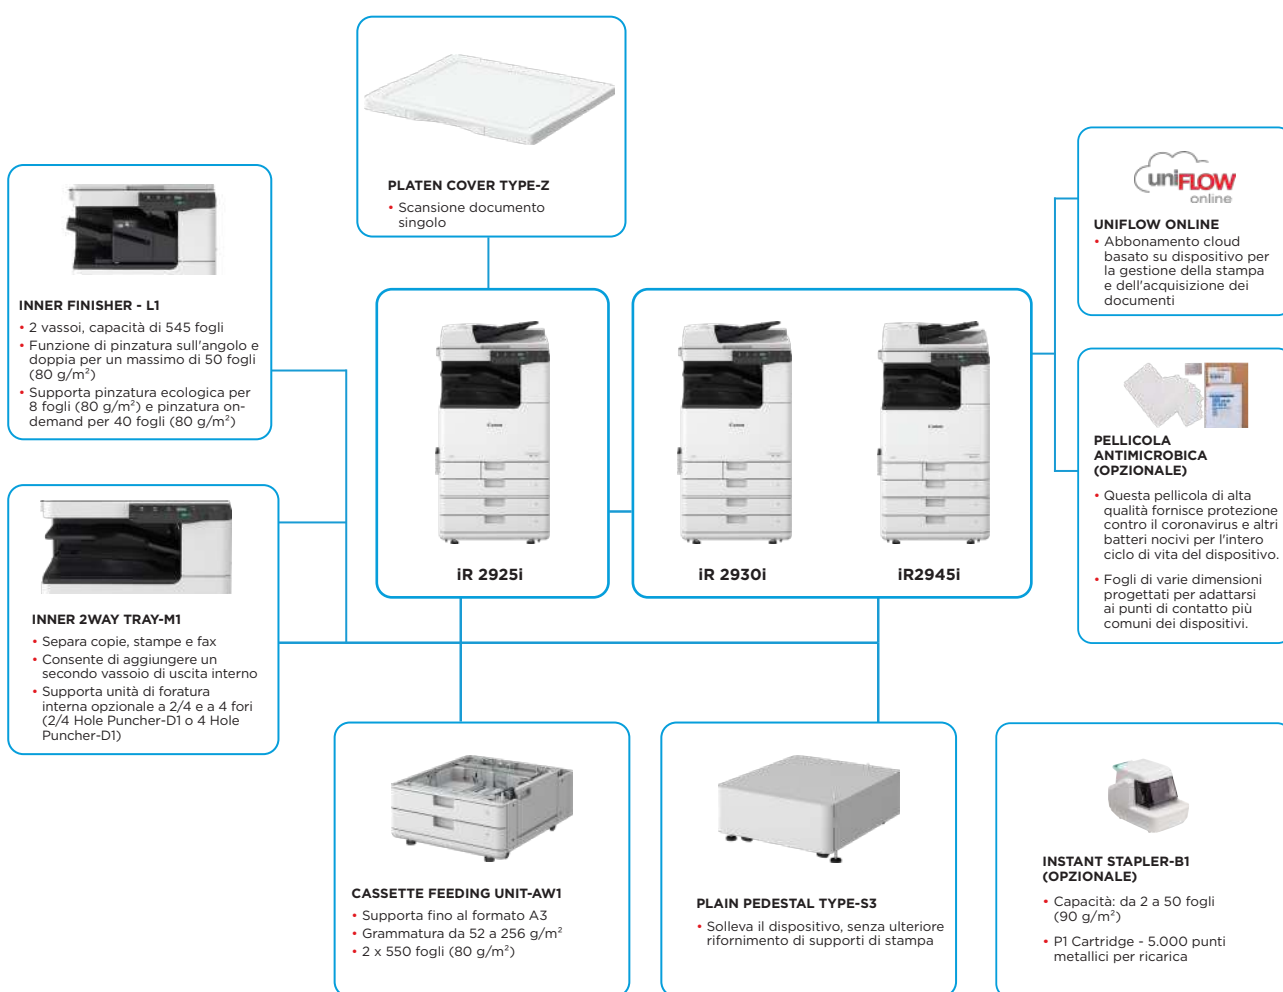 PLATEN COVER TYPE-Z
• Scansione documento
singolo
uniFLOW
online
UNIFLOW ONLINE
• Abbonamento cloud
basato su dispositivo per
la gestione della stampa
e dell'acquisizione dei
documenti
INNER FINISHER - L1
• 2 vassoi, capacità di 545 fogli
• Funzione di pinzatura sull'angolo e
doppia per un massimo di 50 fogli
(80 g/m²)
• Supporta pinzatura ecologica per
8 fogli (80 g/m²) e pinzatura on-
demand per 40 fogli (80 g/m²)
Canon
Canon
Canon
iR 2925i
iR 2930i
iR2945i
PELLICOLA
ANTIMICROBICA
(OPZIONALE)
• Questa pellicola di alta
qualità fornisce protezione
contro il coronavirus e altri
batteri nocivi per l'intero
ciclo di vita del dispositivo.
• Fogli di varie dimensioni
progettati per adattarsi
ai punti di contatto più
comuni dei dispositivi.
INNER 2WAY TRAY-M1
• Separa copie, stampe e fax
• Consente di aggiungere un
secondo vassoio di uscita interno
• Supporta unità di foratura
interna opzionale a 2/4 e a 4 fori
(2/4 Hole Puncher-D1 o 4 Hole
Puncher-D1)
CASSETTE FEEDING UNIT-AW1
• Supporta fino al formato A3
• Grammatura da 52 a 256 g/m²
• 2 x 550 fogli (80 g/m²)
PLAIN PEDESTAL TYPE-S3
• Solleva il dispositivo, senza ulteriore
rifornimento di supporti di stampa
INSTANT STAPLER-B1
(OPZIONALE)
• Capacità: da 2 a 50 fogli
(90 g/m²)
• P1 Cartridge - 5.000 punti
metallici per ricarica